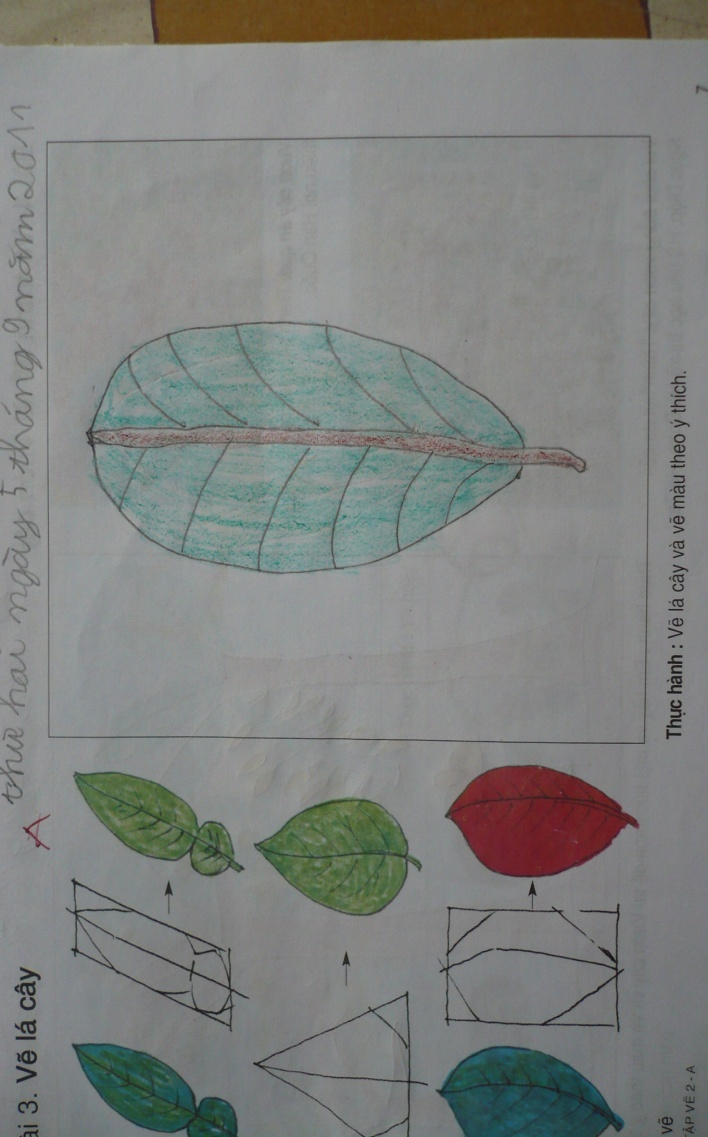 thứ hai ngày 5 tháng 9 năm 2011
A
ài 3. Vẽ lá cây
Thực hành : Vẽ lá cây và vẽ màu theo ý thích.
vẽ
TẬP VẼ 2 - A
7